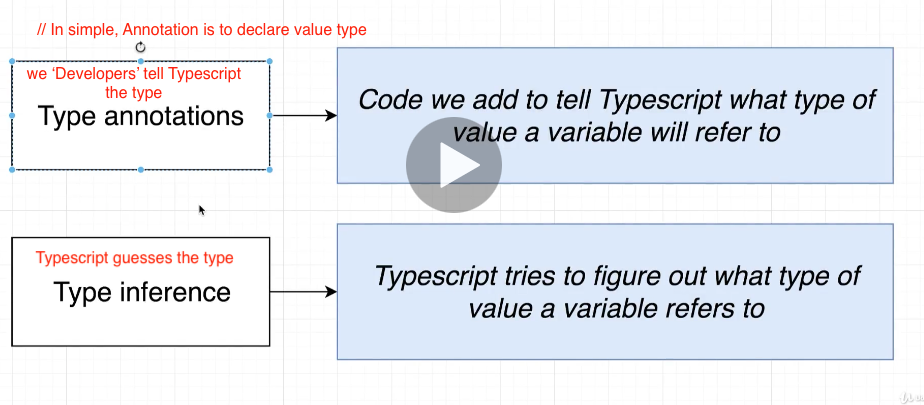 // In simple, Annotation is to declare value type
we ‘Developers’ tell Typescript
the type
Type annotations
Code we add to tell Typescript what type of
value a variable will refer to
Typescript guesses the type
Type inference
Typescript tries to figure out what type of
value a variable refers to